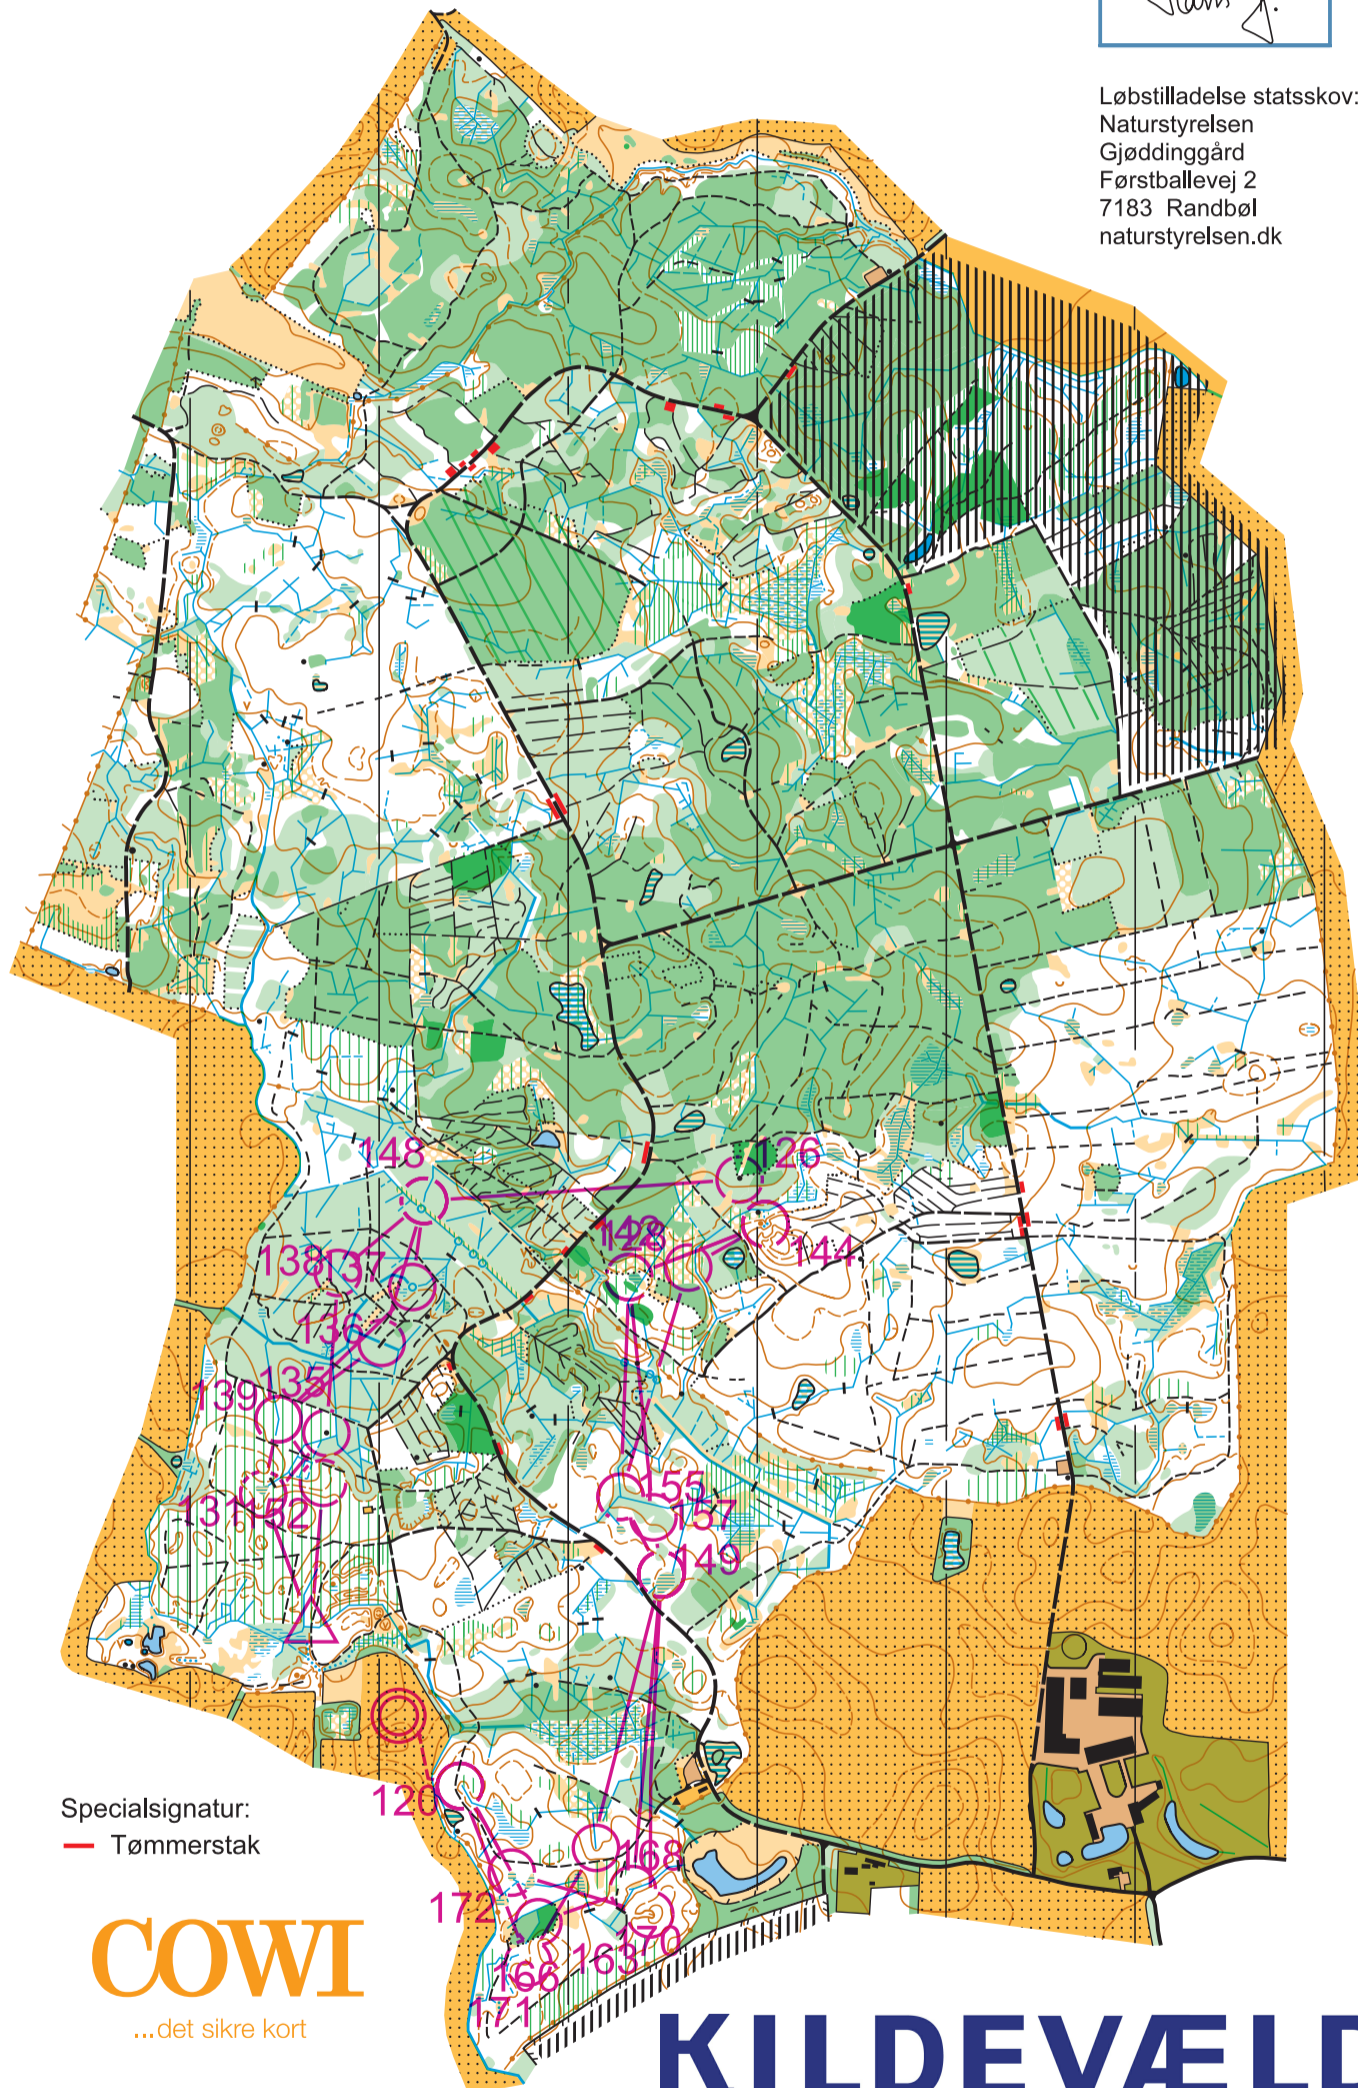 Løbstilladelse statsskov:
Naturstyrelsen
Gjøddinggård
Førstballevej 2
7183 Randbøl
naturstyrelsen.dk
148
126
138
137
142
128
144
136
139
135
131
152
155
157
149
120
168
172
170
163
166
171
Specialsignatur:
Tømmerstak
COWI
...det sikre kort
KILDEVÆLD